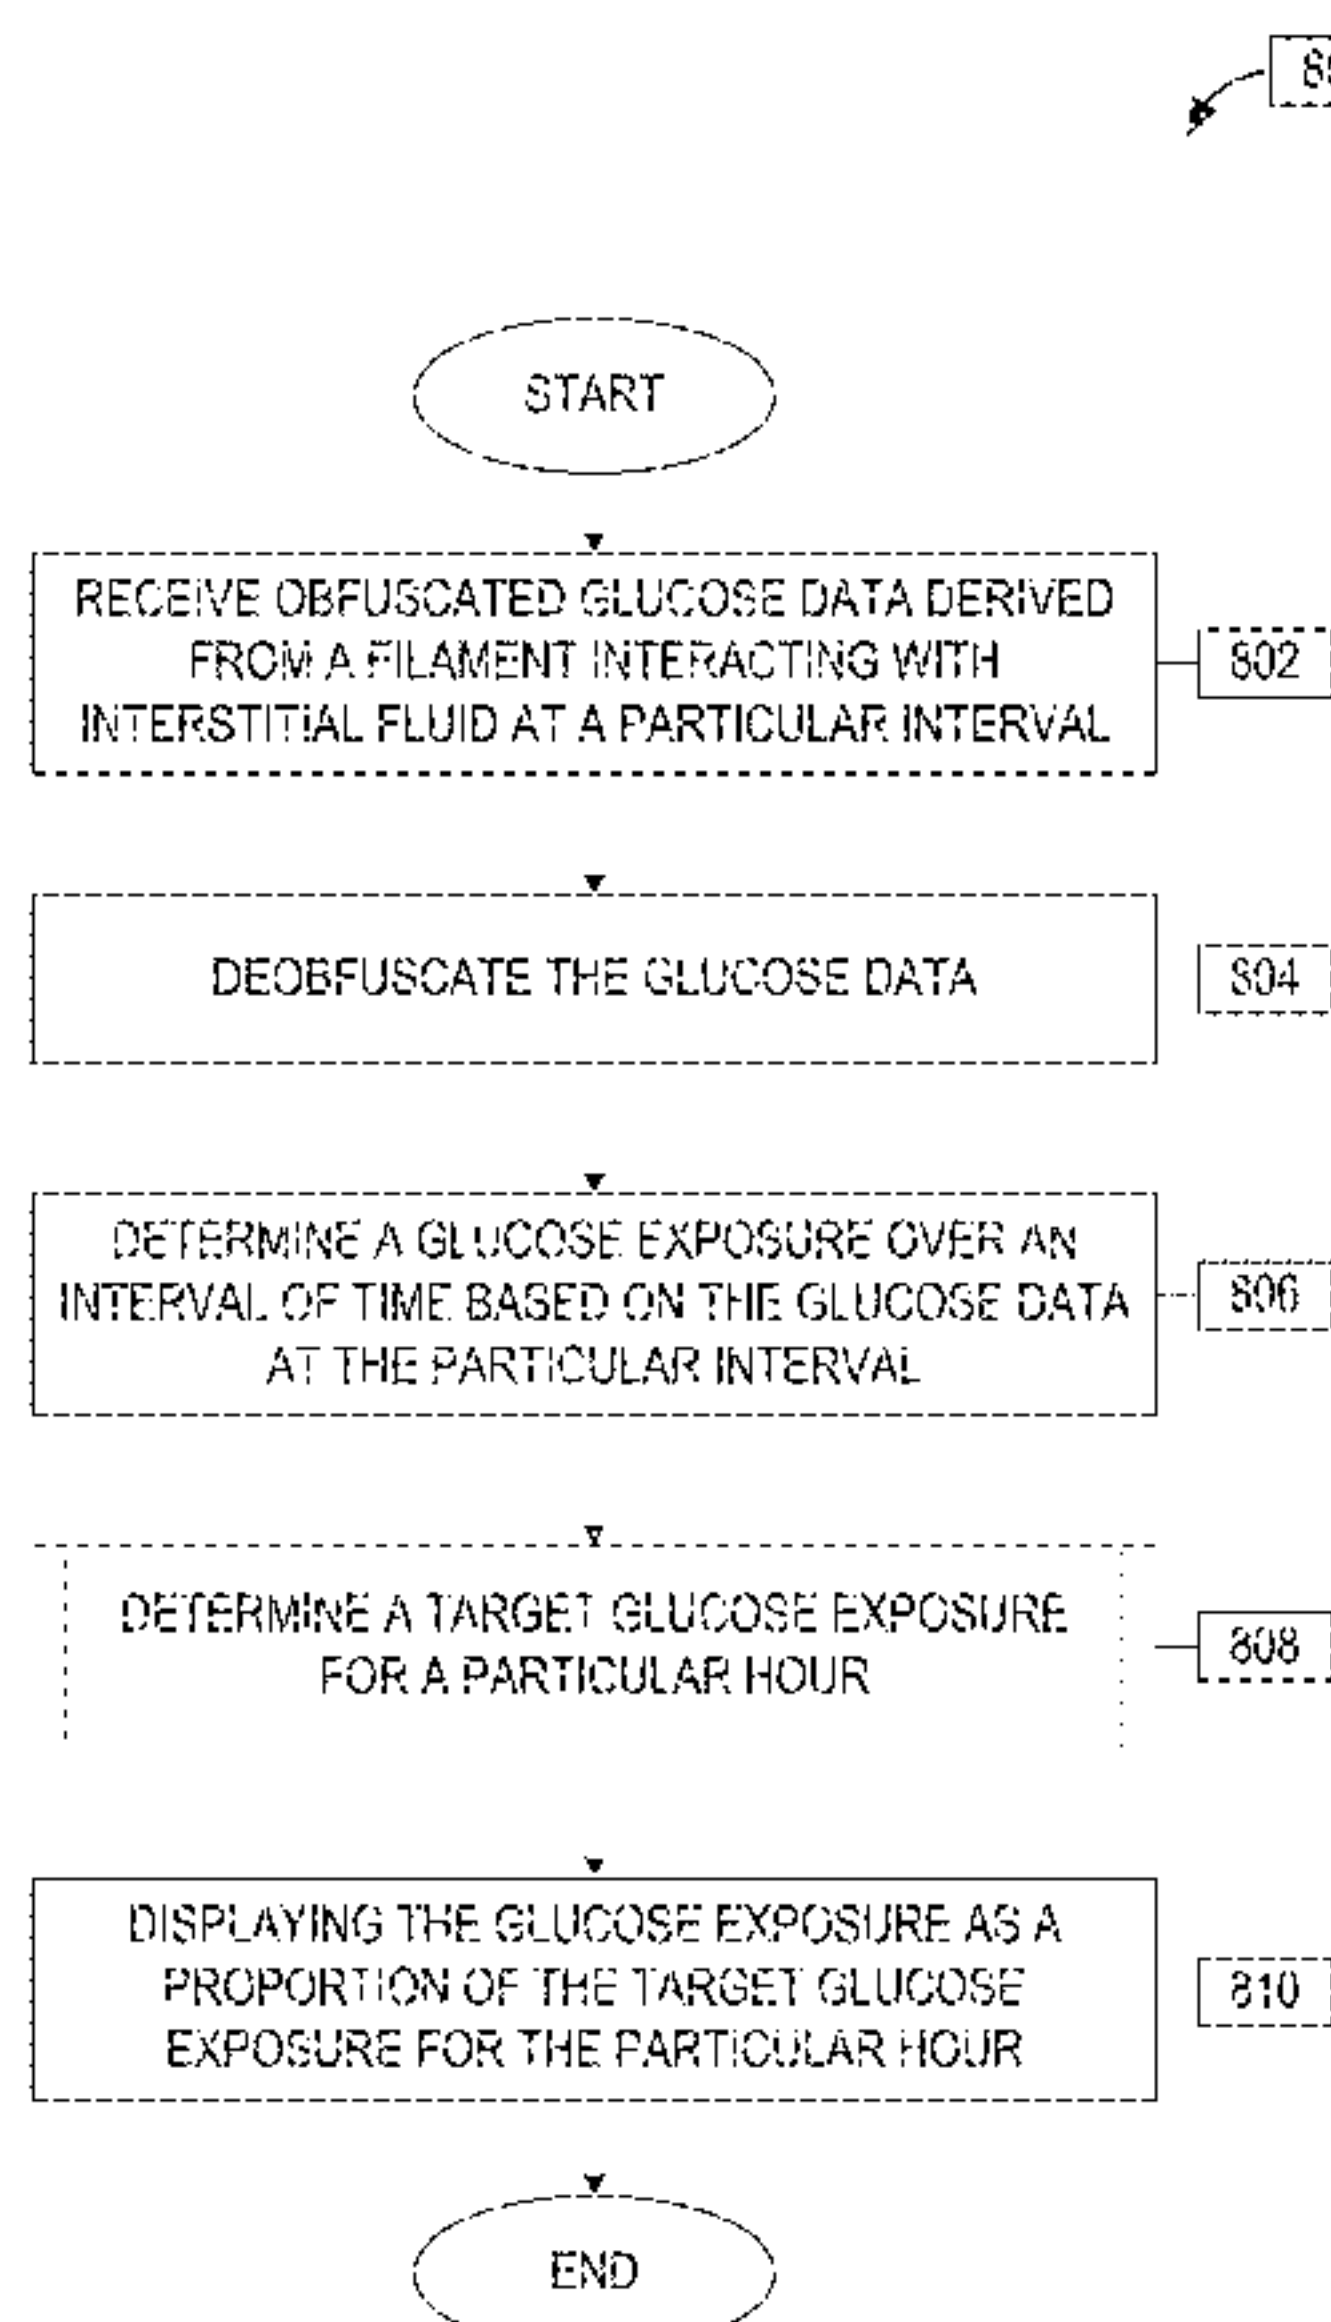 START
RECEIVE OBFUSCATED GLUCOSE DATA DERIVED
FROM A FILAMENT INTERACTING WITH
INTERSTITIAL FLUID AT A PARTICULAR INTERVAL
802
DEOBFUSCATE THE GLUCOSE DATA
804
DETERMINE A GLUCOSE EXPOSURE OVER AN
INTERVAL OF TIME BASED ON THE GLUCOSE DATA
AT THE PARTICULAR INTERVAL
806
DETERMINE A TARGET GLUCOSE EXPOSURE
FOR A PARTICULAR HOUR
808
DISPLAYING THE GLUCOSE EXPOSURE AS A
PROPORTION OF THE TARGET GLUCOSE
EXPOSURE FOR THE PARTICULAR HOUR
810
END